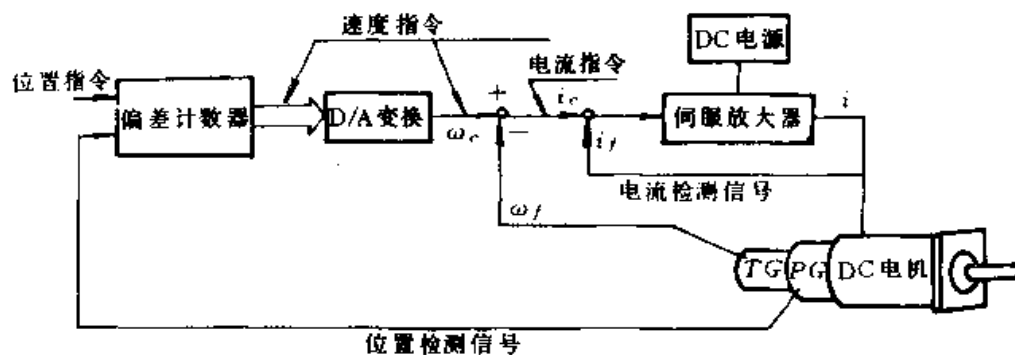 速度指令
DC电源
位置指令
电流指令
+
i_c
i
偏差计数器
D/A变换
ω_c
−
i_f
伺服放大器
电流检测信号
ω_f
TG
PG
DC电机
位置检测信号